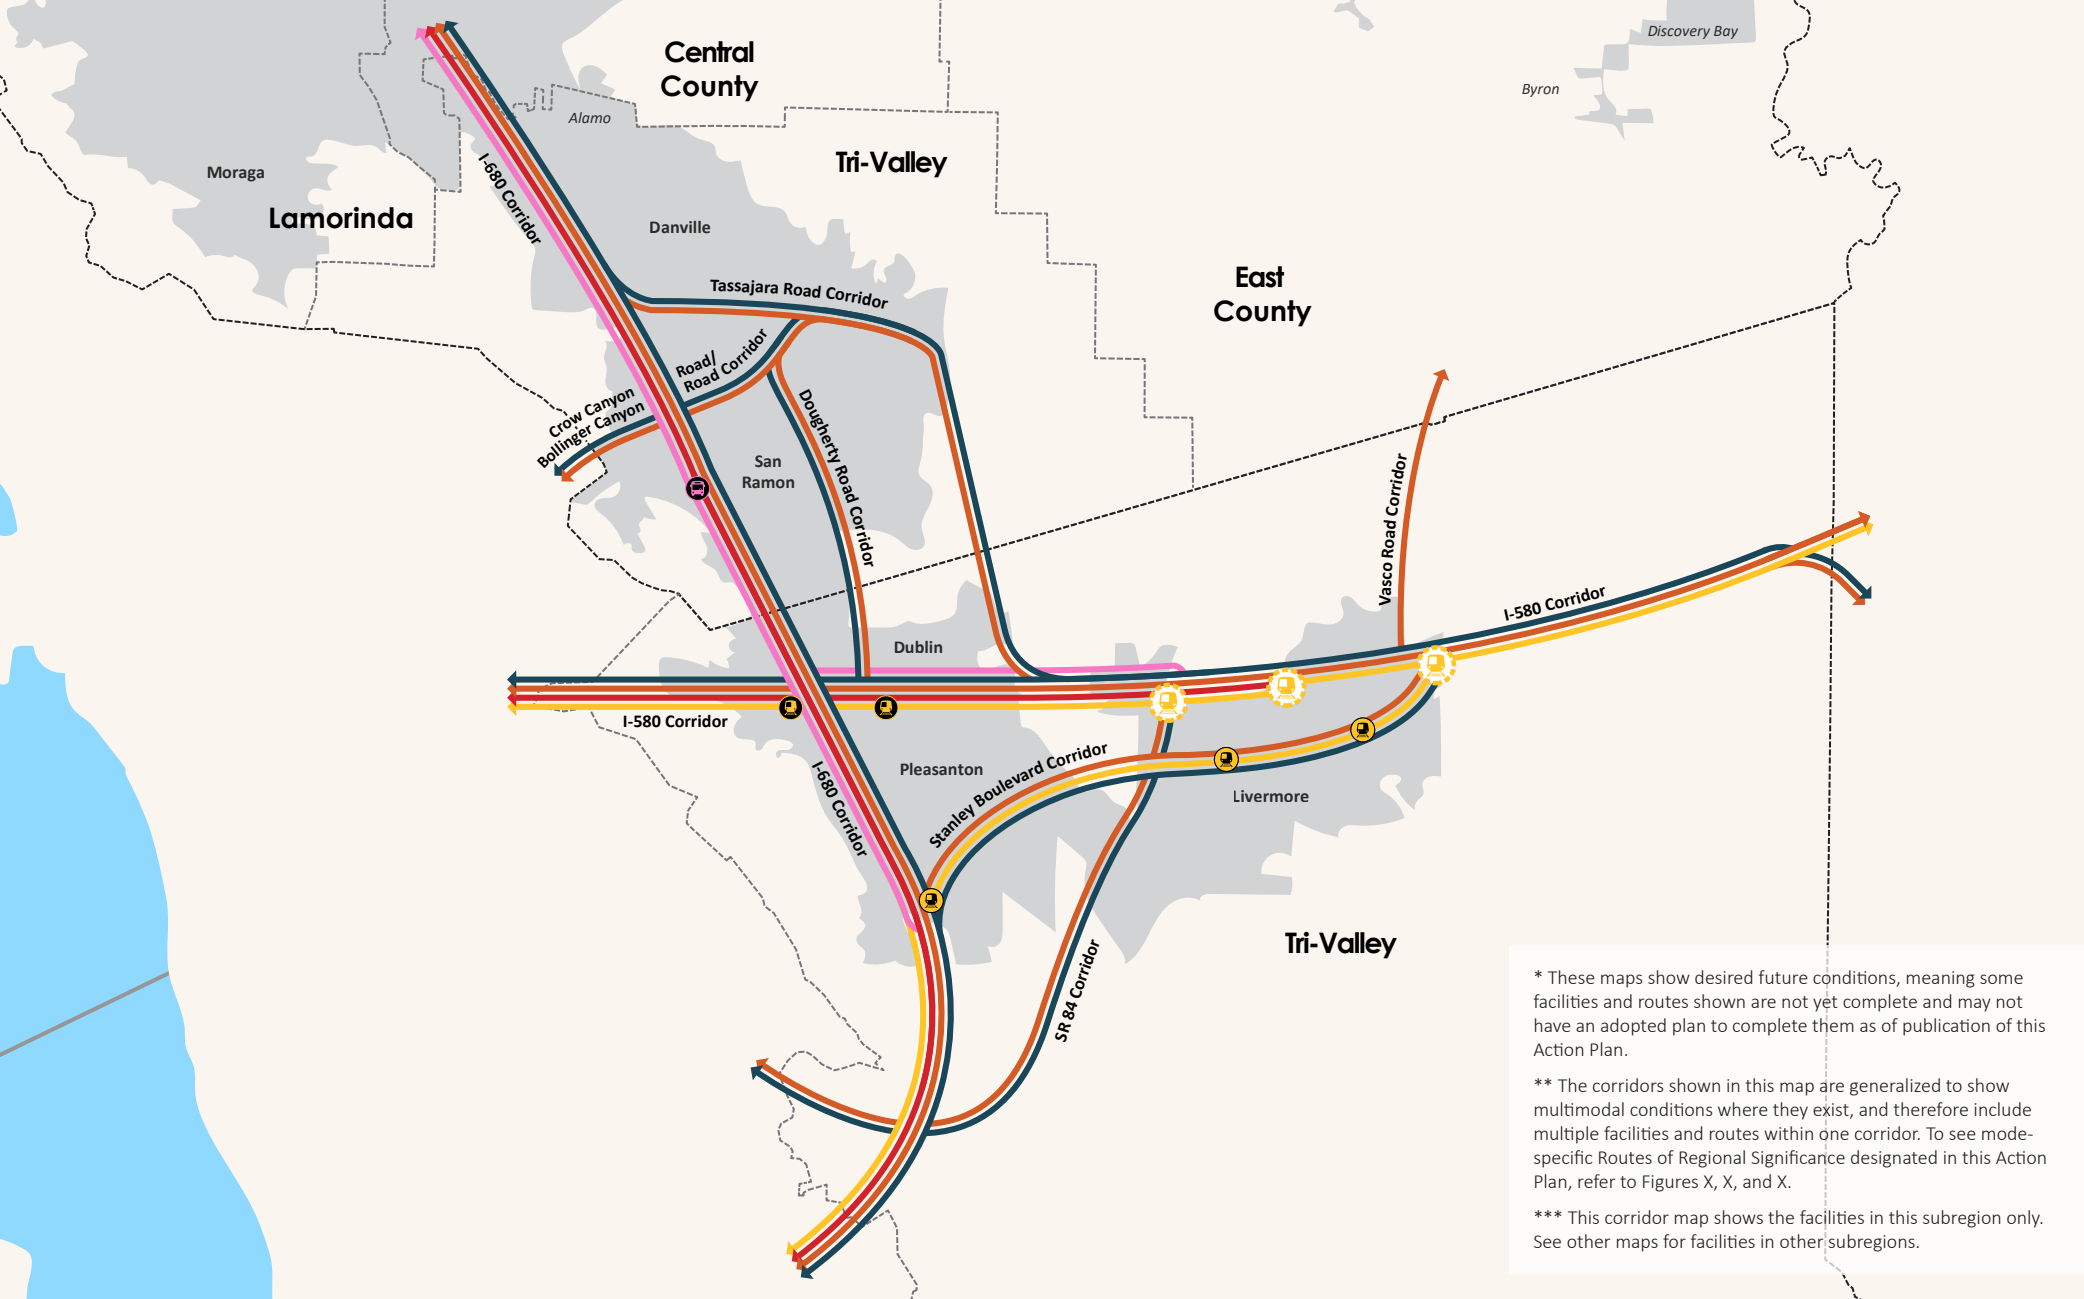 Discovery Bay
Central
County
Byron
Alamo
Tri-Valley
Moraga
I-680 Corridor
Lamorinda
Danville
East
County
Tassajara Road Corridor
Road/
Road Corridor
Crow Canyon
Bollinger Canyon
Dougherty Road Corridor
San
Ramon
Vasco Road Corridor
I-580 Corridor
Dublin
I-580 Corridor
Pleasanton
Stanley Boulevard Corridor
I-680 Corridor
Livermore
Tri-Valley
SR 84 Corridor
* These maps show desired future conditions, meaning some
facilities and routes shown are not yet complete and may not
have an adopted plan to complete them as of publication of this
Action Plan.
** The corridors shown in this map are generalized to show
multimodal conditions where they exist, and therefore include
multiple facilities and routes within one corridor. To see mode-
specific Routes of Regional Significance designated in this Action
Plan, refer to Figures X, X, and X.
*** This corridor map shows the facilities in this subregion only.
See other maps for facilities in other subregions.